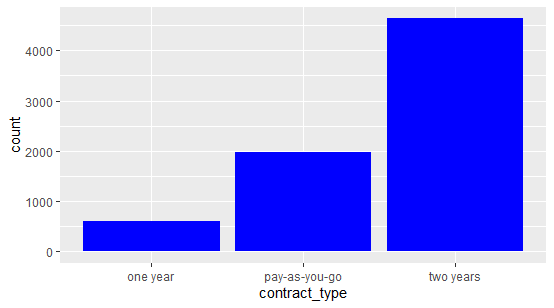 count
4000
3000
2000
1000
0
one year
pay-as-you-go
two years
contract_type